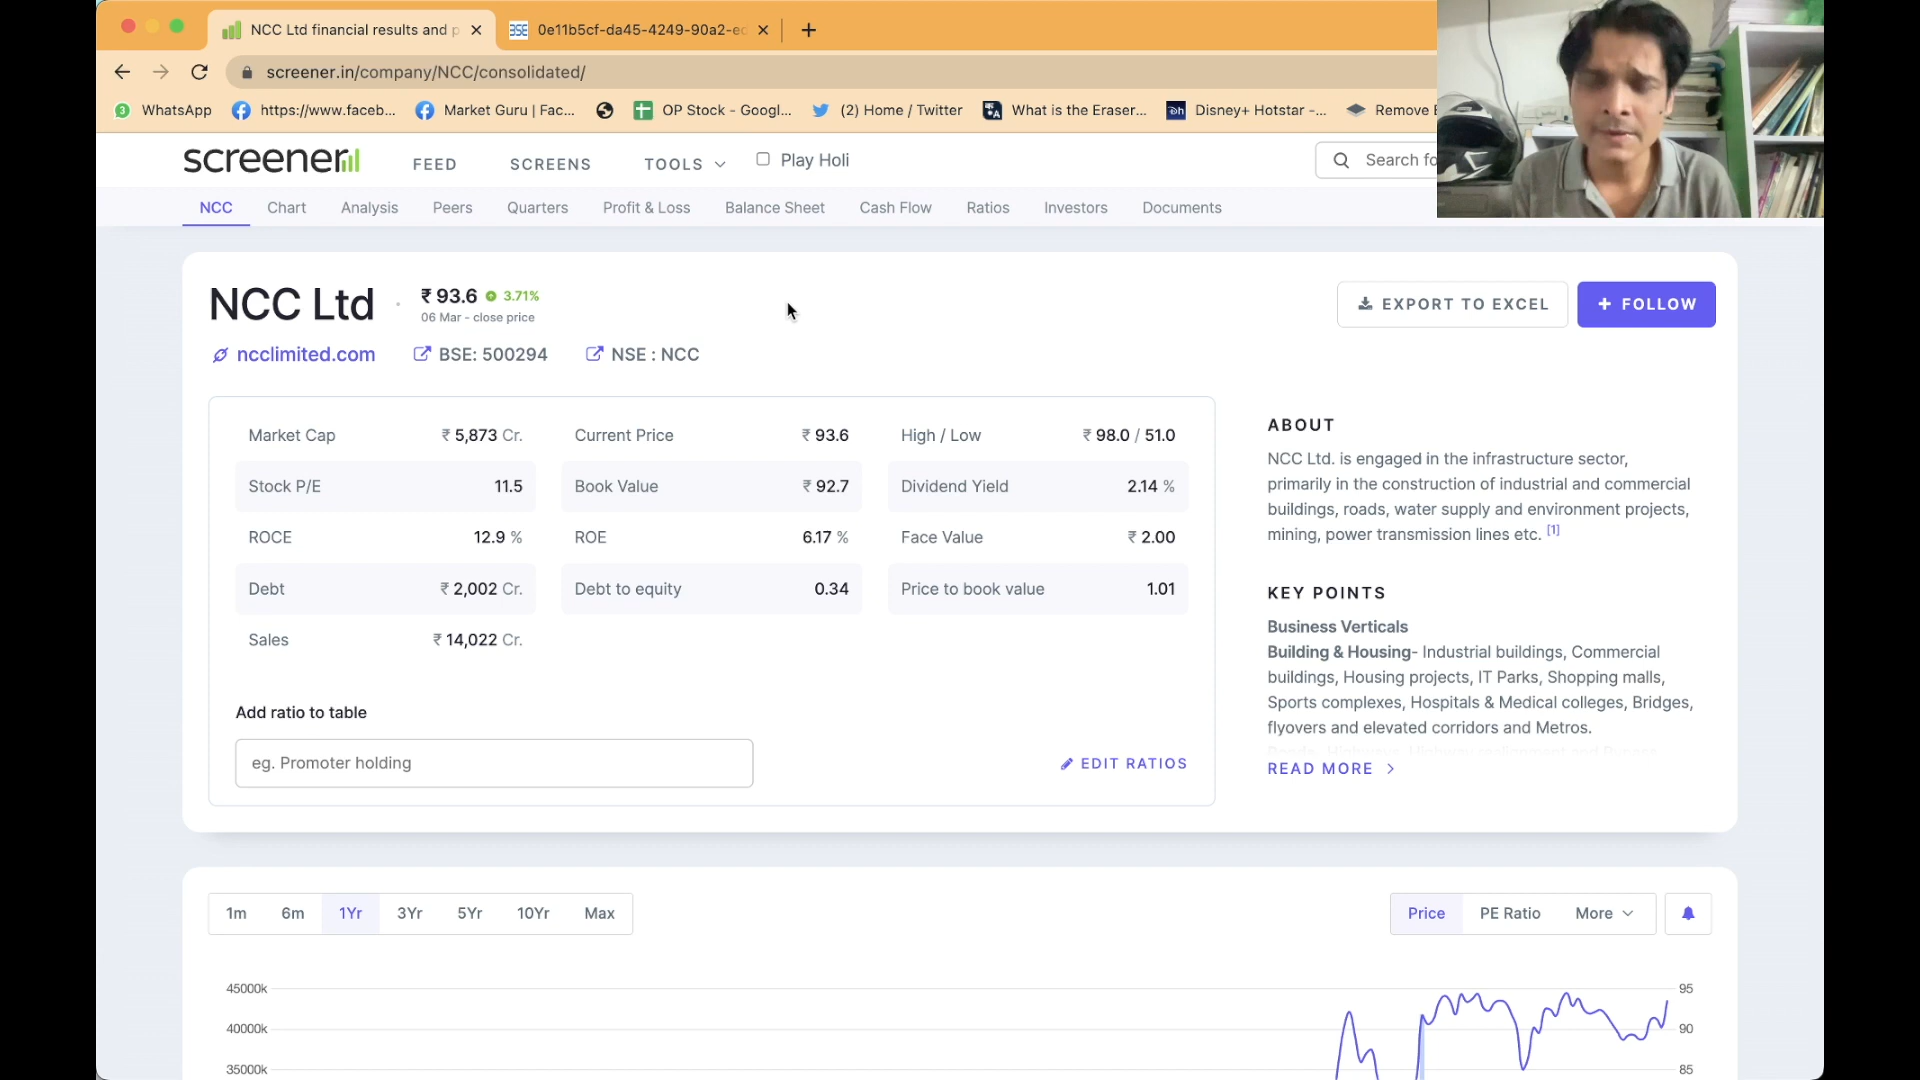 NCC Ltd financial results and p
0e11b5cf-da45-4249-90a2-ec
screener.in/company/NCC/consolidated/
WhatsApp
https://www.faceb...
Market Guru | Fac...
OP Stock - Googl...
(2) Home / Twitter
What is the Eraser...
Disney+ Hotstar -...
Remove
screener
FEED
SCREENS
TOOLS
Play Holi
Search fo
NCC
Chart
Analysis
Peers
Quarters
Profit & Loss
Balance Sheet
Cash Flow
Ratios
Investors
Documents
NCC Ltd
₹ 93.6 3.71%
06 Mar - close price
EXPORT TO EXCEL
+ FOLLOW
ncclimited.com
BSE: 500294
NSE : NCC
Market Cap ₹ 5,873 Cr.
Current Price ₹ 93.6
High / Low ₹ 98.0 / 51.0
Stock P/E 11.5
Book Value ₹ 92.7
Dividend Yield 2.14 %
ROCE 12.9 %
ROE 6.17 %
Face Value ₹ 2.00
Debt ₹ 2,002 Cr.
Debt to equity 0.34
Price to book value 1.01
Sales ₹ 14,022 Cr.
Add ratio to table
eg. Promoter holding
EDIT RATIOS
ABOUT
NCC Ltd. is engaged in the infrastructure sector,
primarily in the construction of industrial and commercial
buildings, roads, water supply and environment projects,
mining, power transmission lines etc. [1]
KEY POINTS
Business Verticals
Building & Housing- Industrial buildings, Commercial
buildings, Housing projects, IT Parks, Shopping malls,
Sports complexes, Hospitals & Medical colleges, Bridges,
flyovers and elevated corridors and Metros.
READ MORE
1m
6m
1Yr
3Yr
5Yr
10Yr
Max
Price
PE Ratio
More
45000k
95
40000k
90
35000k
85